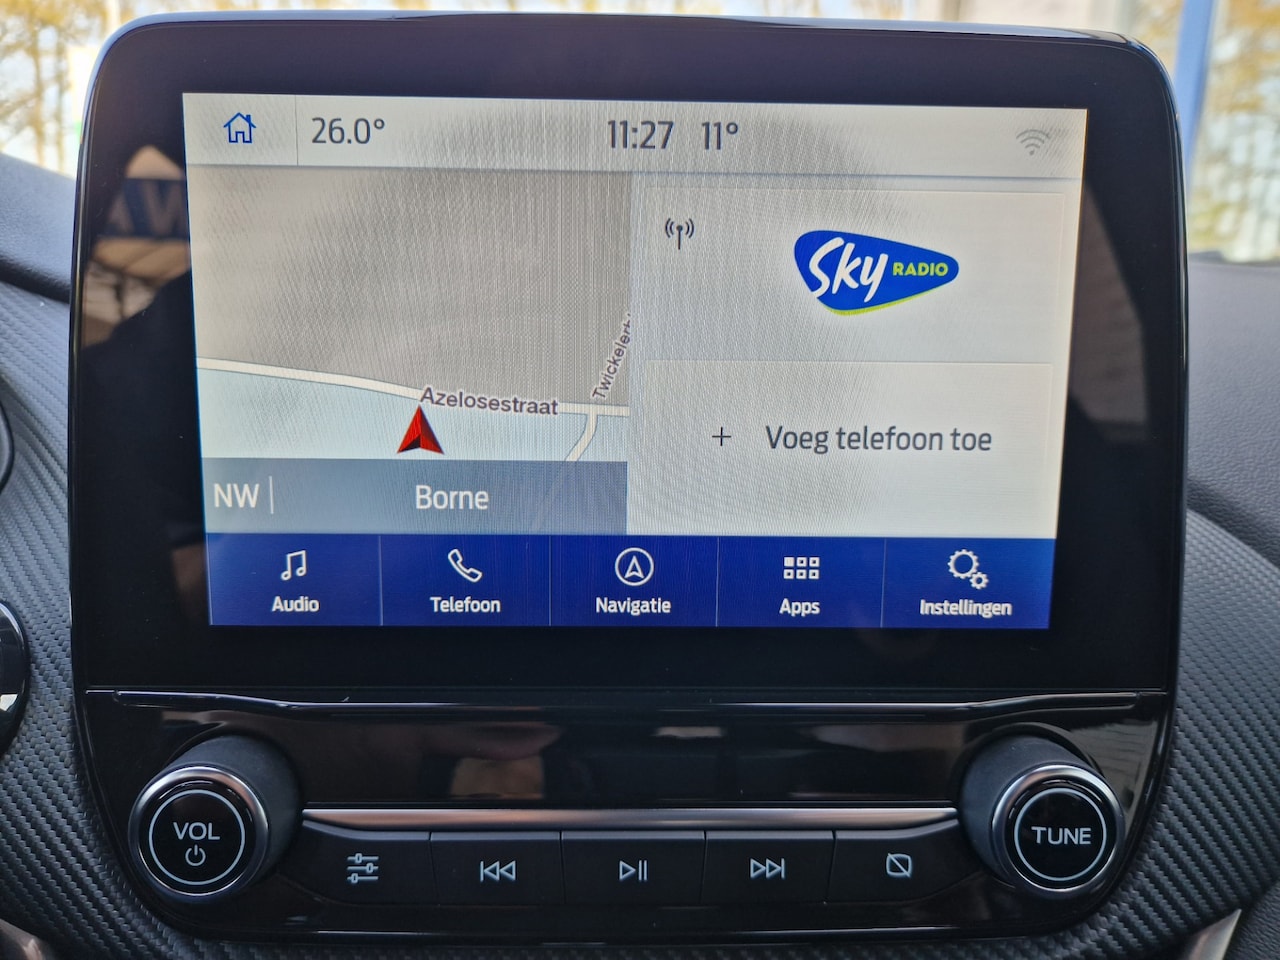 26.0°
11:27 11°
Sky RADIO
Azelosestraat
Twickelerb
Voeg telefoon toe
NW
Borne
Audio
Telefoon
Navigatie
Apps
Instellingen
VOL
TUNE